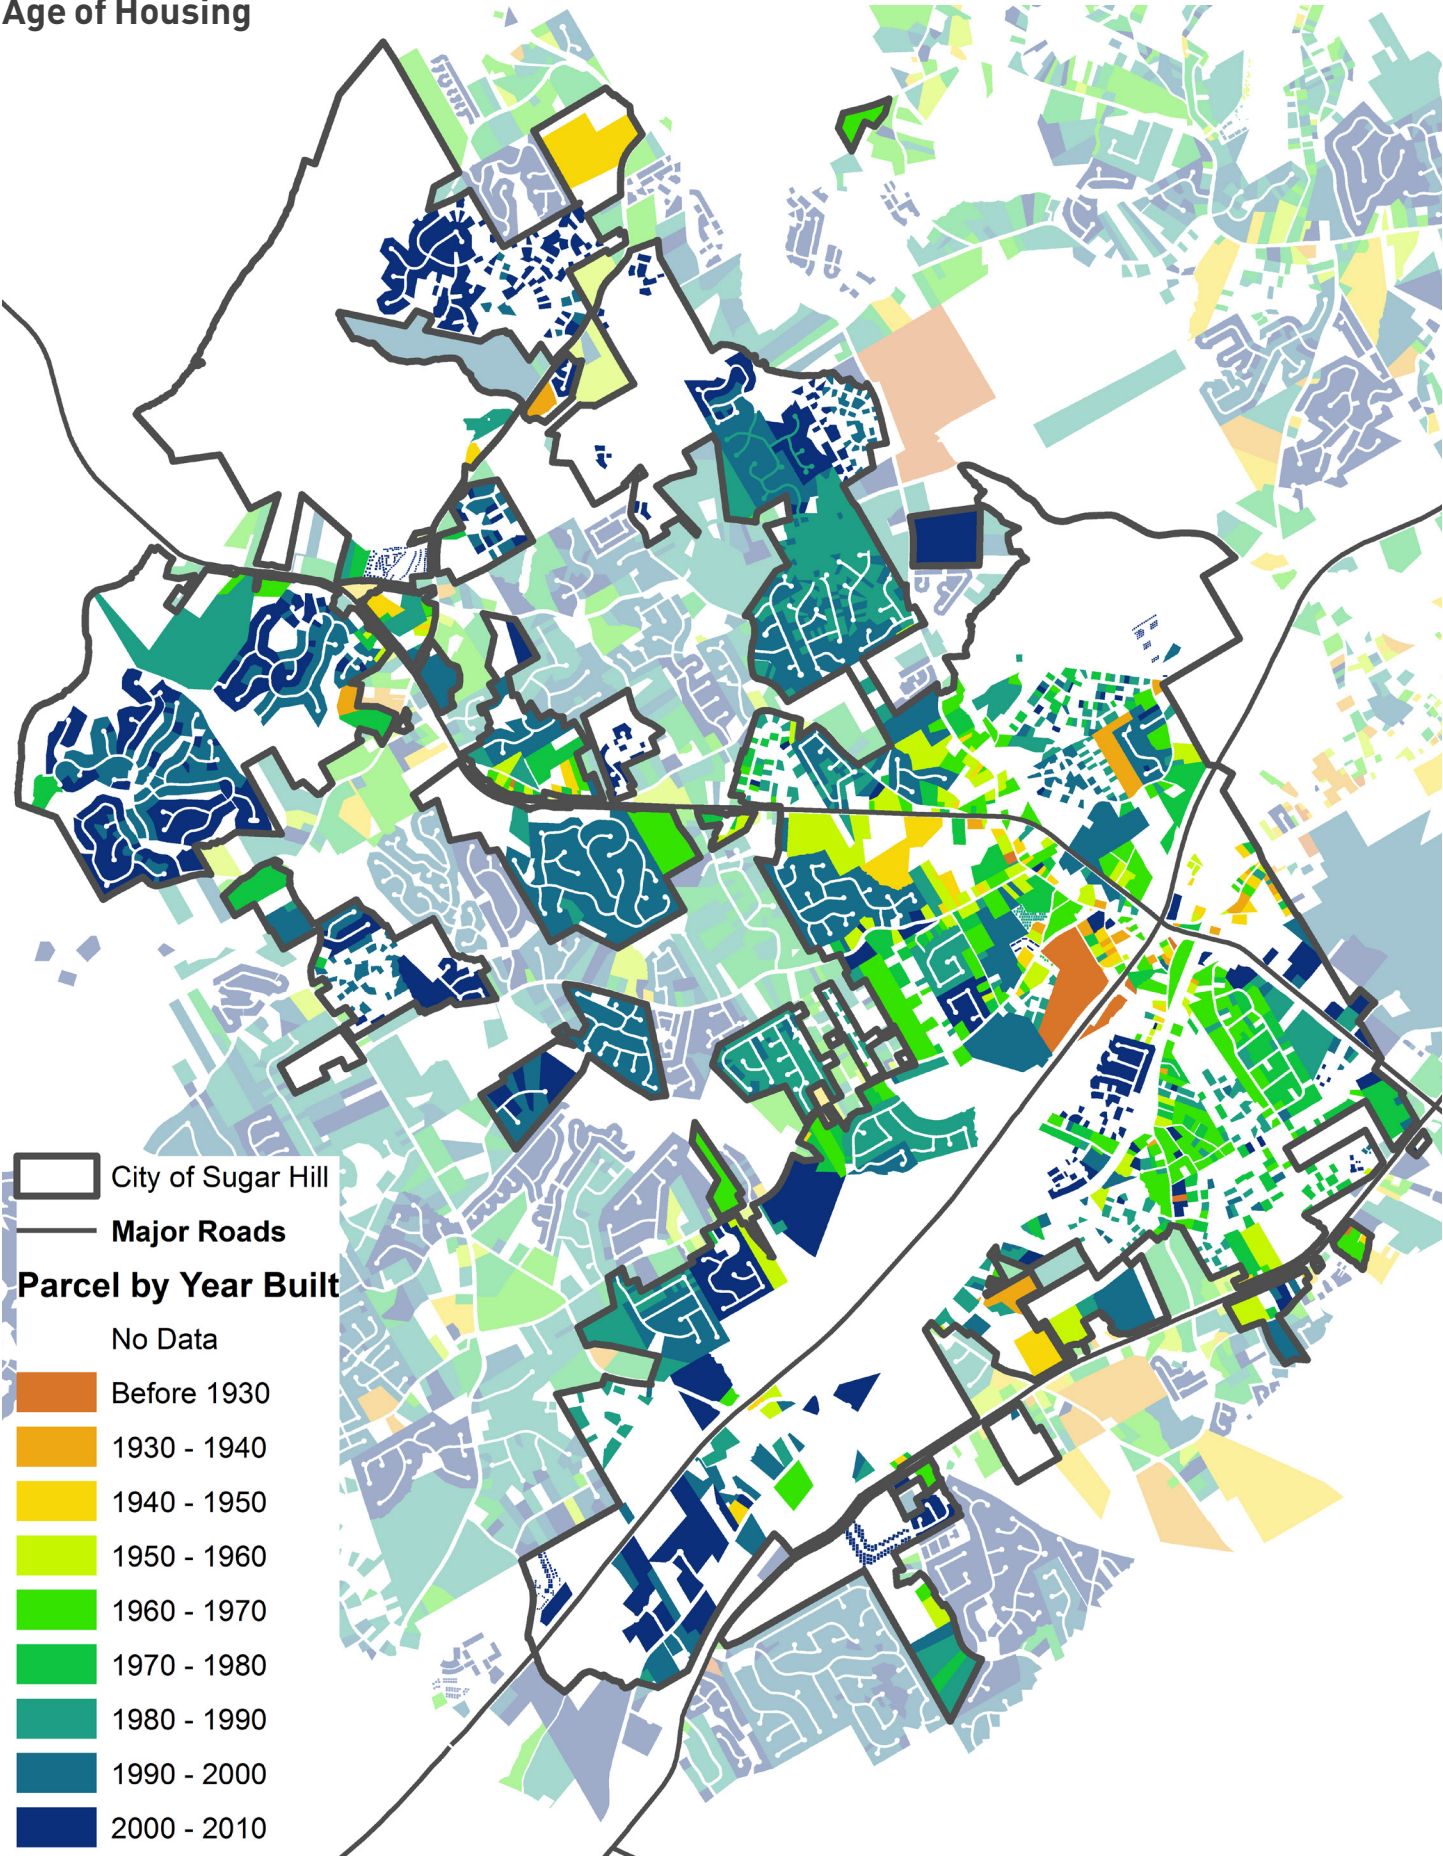 Age of Housing
City of Sugar Hill
Major Roads
Parcel by Year Built
No Data
Before 1930
1930 - 1940
1940 - 1950
1950 - 1960
1960 - 1970
1970 - 1980
1980 - 1990
1990 - 2000
2000 - 2010